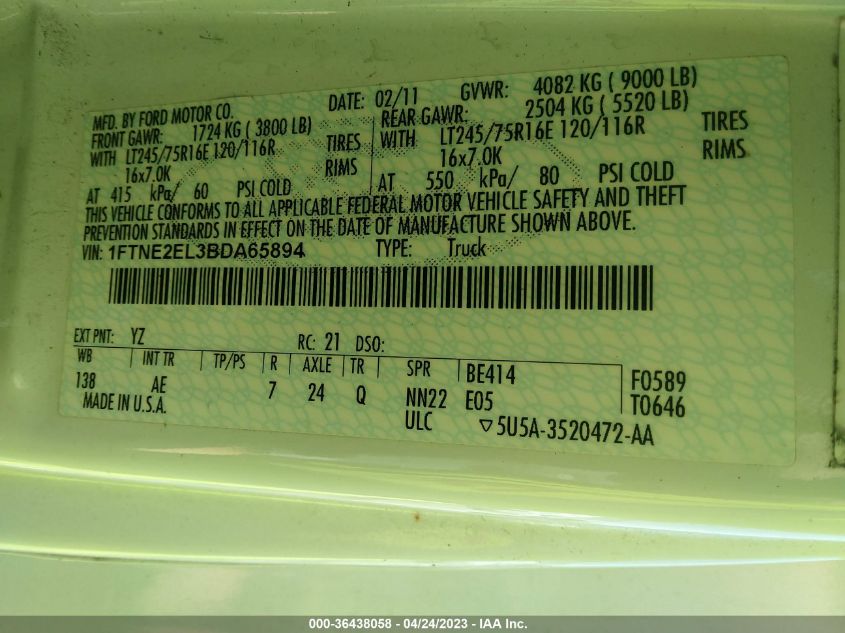 MFD. BY FORD MOTOR CO.
DATE: 02/11 GVWR: 4082 KG ( 9000 LB)
FRONT GAWR: 1724 KG ( 3800 LB)
WITH LT245/75R16E 120/116R TIRES
16x7.0K RIMS
AT 415 kPa/ 60 PSI COLD
REAR GAWR: 2504 KG ( 5520 LB)
WITH LT245/75R16E 120/116R TIRES
16x7.0K RIMS
AT 550 kPa/ 80 PSI COLD
THIS VEHICLE CONFORMS TO ALL APPLICABLE FEDERAL MOTOR VEHICLE SAFETY AND THEFT
PREVENTION STANDARDS IN EFFECT ON THE DATE OF MANUFACTURE SHOWN ABOVE.
VIN: 1FTNE2EL3BDA65894 TYPE: Truck
EXT PNT: YZ RC: 21 DSO:
WB INT TR TP/PS R AXLE TR SPR BE414 F0589
138 AE 7 24 Q NN22 E05 T0646
MADE IN U.S.A. ULC ▽5U5A-3520472-AA
000-36438058 - 04/24/2023 - IAA Inc.